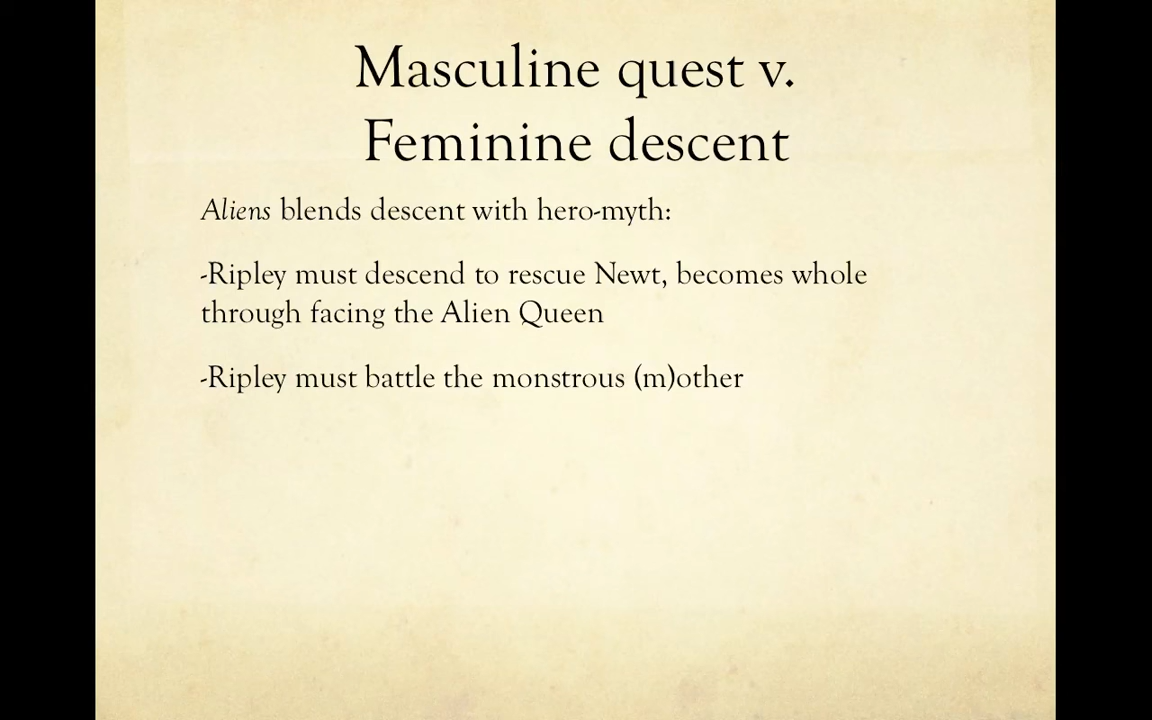 Masculine quest v.
Feminine descent
Aliens blends descent with hero-myth:
-Ripley must descend to rescue Newt, becomes whole
through facing the Alien Queen
-Ripley must battle the monstrous (m)other